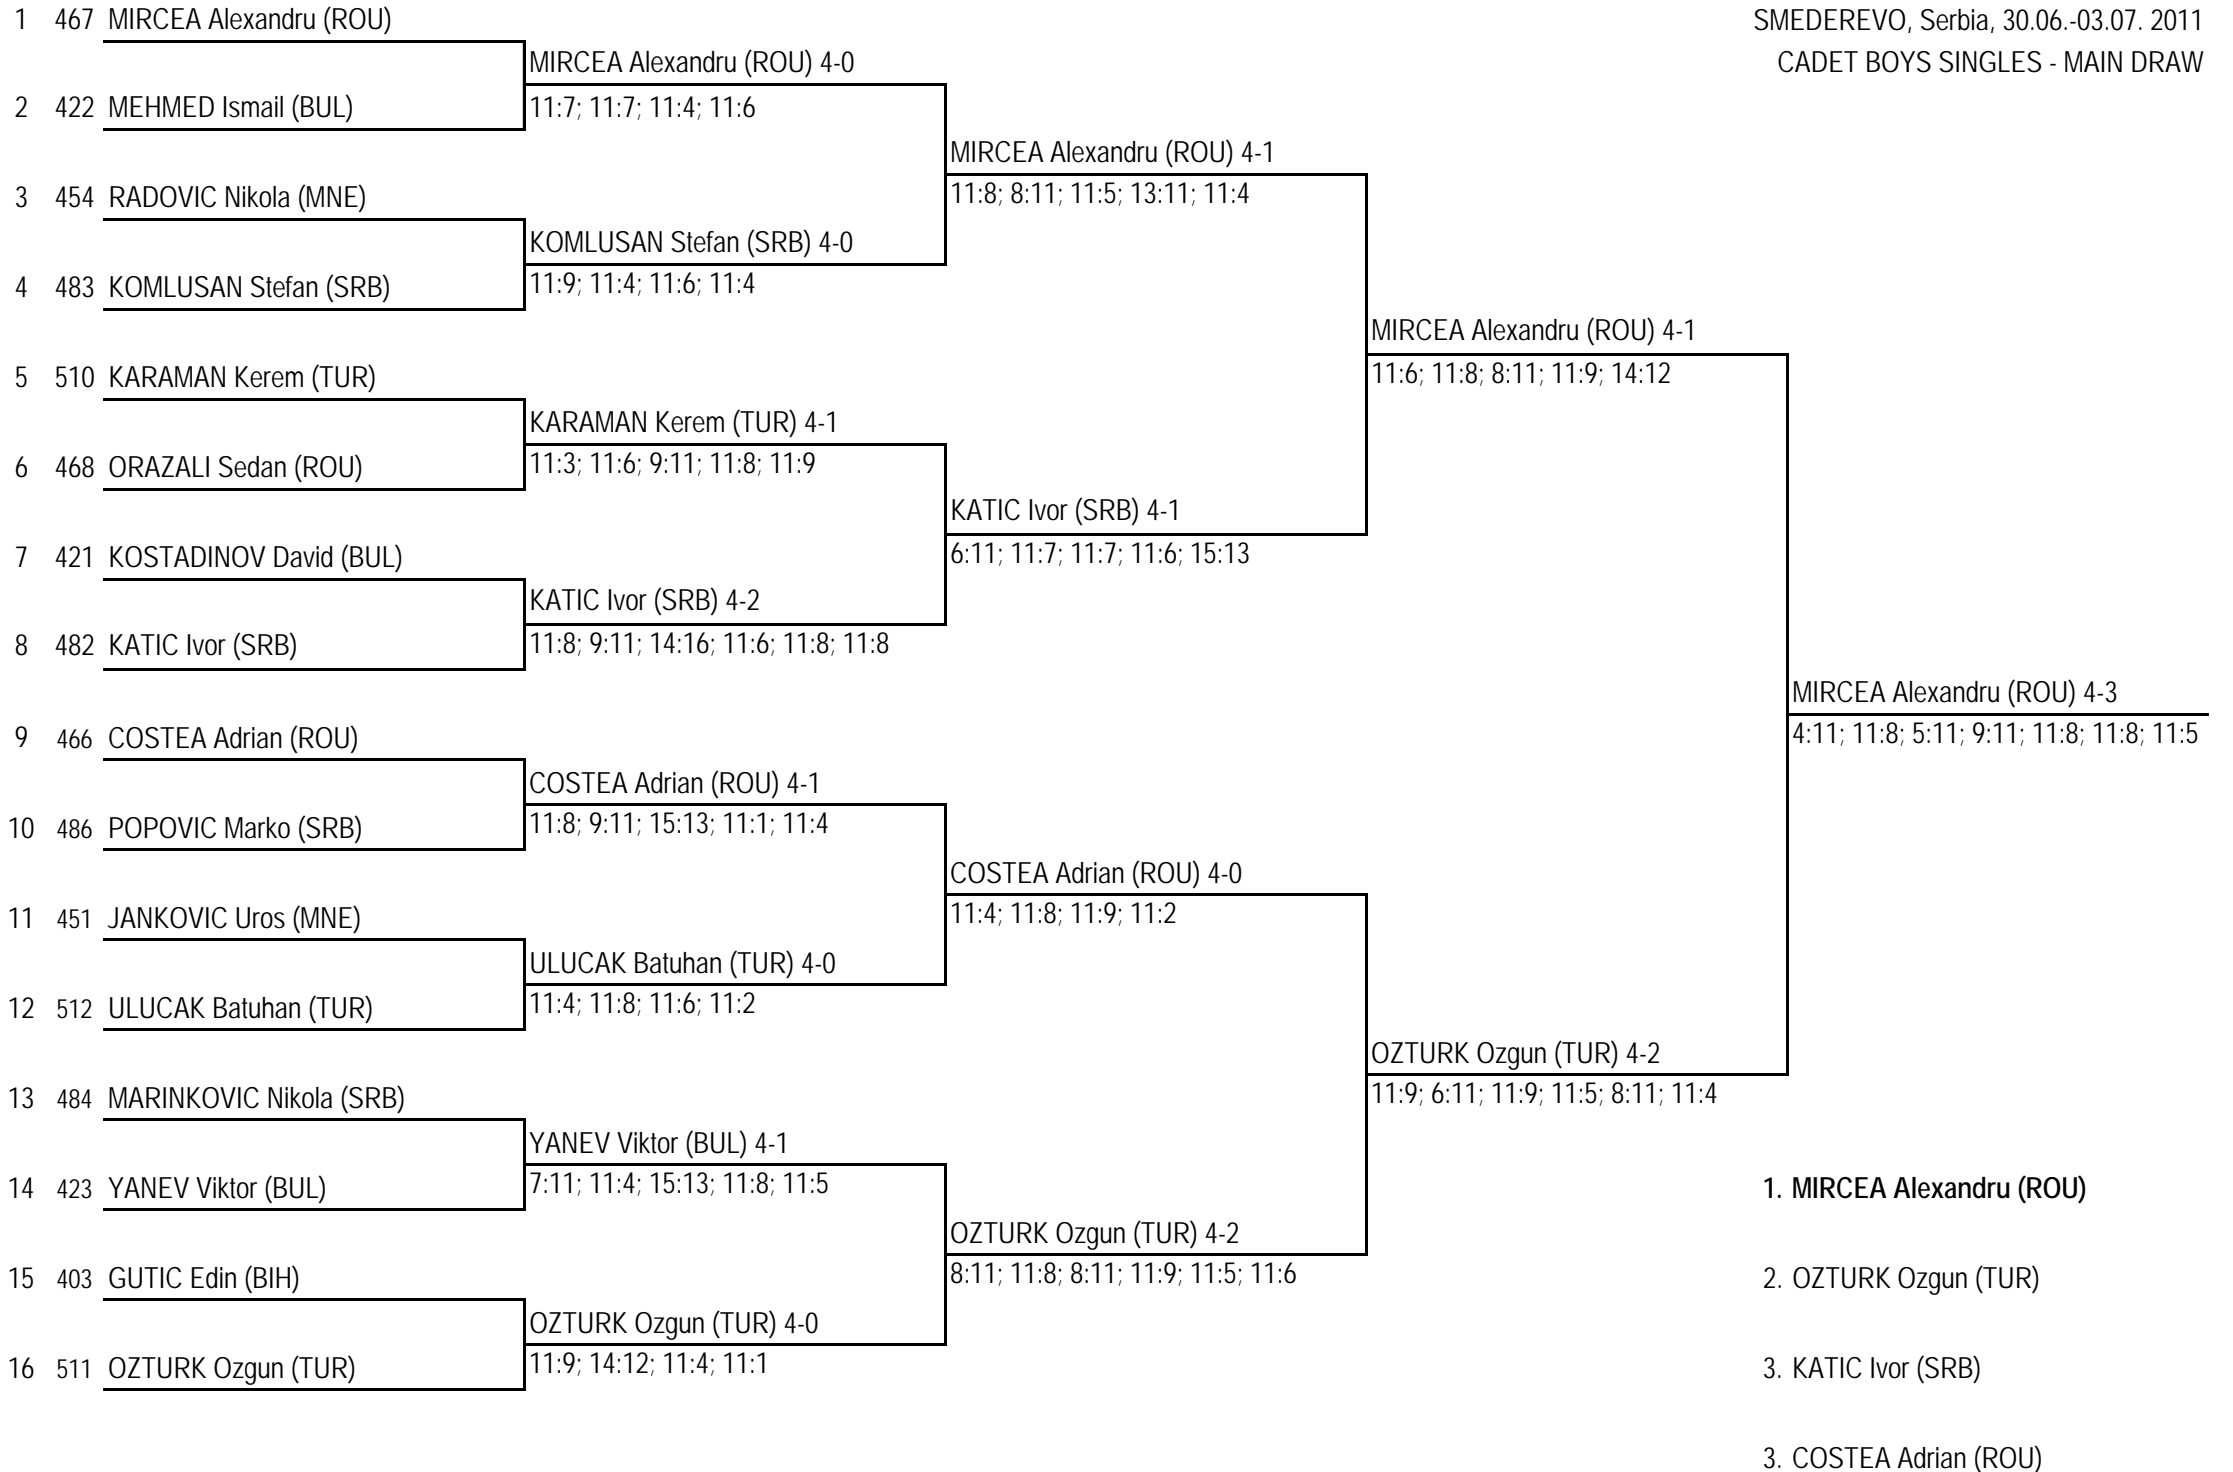 1 467 MIRCEA Alexandru (ROU)
SMEDEREVO, Serbia, 30.06.-03.07. 2011
MIRCEA Alexandru (ROU) 4-0
CADET BOYS SINGLES - MAIN DRAW
2 422 MEHMED Ismail (BUL)
11:7; 11:7; 11:4; 11:6
MIRCEA Alexandru (ROU) 4-1
3 454 RADOVIC Nikola (MNE)
11:8; 8:11; 11:5; 13:11; 11:4
KOMLUSAN Stefan (SRB) 4-0
4 483 KOMLUSAN Stefan (SRB)
11:9; 11:4; 11:6; 11:4
MIRCEA Alexandru (ROU) 4-1
5 510 KARAMAN Kerem (TUR)
11:6; 11:8; 8:11; 11:9; 14:12
KARAMAN Kerem (TUR) 4-1
6 468 ORAZALI Sedan (ROU)
11:3; 11:6; 9:11; 11:8; 11:9
KATIC Ivor (SRB) 4-1
7 421 KOSTADINOV David (BUL)
6:11; 11:7; 11:7; 11:6; 15:13
KATIC Ivor (SRB) 4-2
8 482 KATIC Ivor (SRB)
11:8; 9:11; 14:16; 11:6; 11:8; 11:8
MIRCEA Alexandru (ROU) 4-3
9 466 COSTEA Adrian (ROU)
4:11; 11:8; 5:11; 9:11; 11:8; 11:8; 11:5
COSTEA Adrian (ROU) 4-1
10 486 POPOVIC Marko (SRB)
11:8; 9:11; 15:13; 11:1; 11:4
COSTEA Adrian (ROU) 4-0
11 451 JANKOVIC Uros (MNE)
11:4; 11:8; 11:9; 11:2
ULUCAK Batuhan (TUR) 4-0
12 512 ULUCAK Batuhan (TUR)
11:4; 11:8; 11:6; 11:2
OZTURK Ozgun (TUR) 4-2
13 484 MARINKOVIC Nikola (SRB)
11:9; 6:11; 11:9; 11:5; 8:11; 11:4
YANEV Viktor (BUL) 4-1
14 423 YANEV Viktor (BUL)
7:11; 11:4; 15:13; 11:8; 11:5
1. MIRCEA Alexandru (ROU)
OZTURK Ozgun (TUR) 4-2
15 403 GUTIC Edin (BIH)
8:11; 11:8; 8:11; 11:9; 11:5; 11:6
2. OZTURK Ozgun (TUR)
OZTURK Ozgun (TUR) 4-0
16 511 OZTURK Ozgun (TUR)
11:9; 14:12; 11:4; 11:1
3. KATIC Ivor (SRB)
3. COSTEA Adrian (ROU)